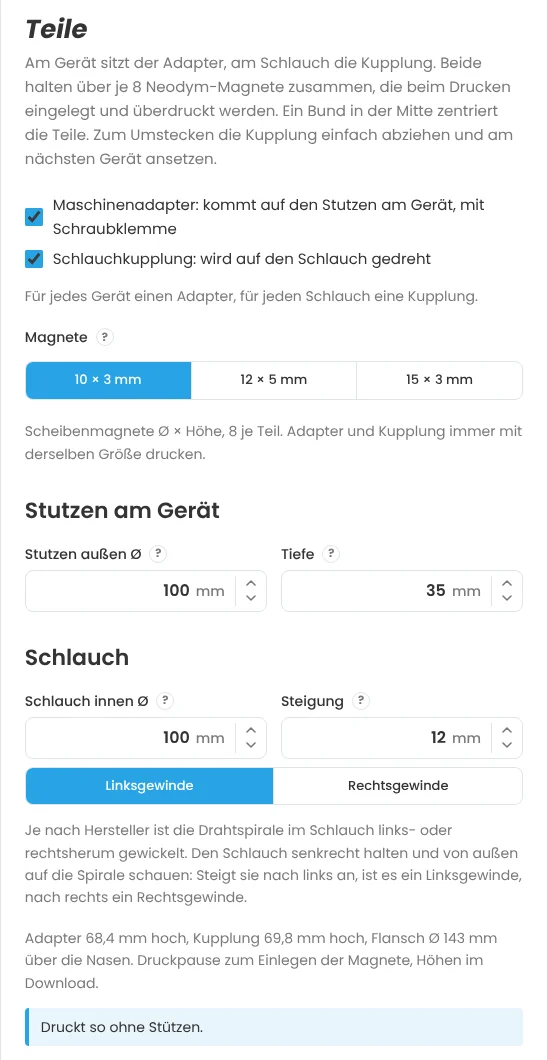 Teile
Am Gerät sitzt der Adapter, am Schlauch die Kupplung. Beide
halten über je 8 Neodym-Magnete zusammen, die beim Drucken
eingelegt und überdruckt werden. Ein Bund in der Mitte zentriert
die Teile. Zum Umstecken die Kupplung einfach abziehen und am
nächsten Gerät ansetzen.
Maschinenadapter: kommt auf den Stutzen am Gerät, mit
Schraubklemme
Schlauchkupplung: wird auf den Schlauch gedreht
Für jedes Gerät einen Adapter, für jeden Schlauch eine Kupplung.
Magnete ?
10 × 3 mm 12 × 5 mm 15 × 3 mm
Scheibenmagnete Ø × Höhe, 8 je Teil. Adapter und Kupplung immer mit
derselben Größe drucken.
Stutzen am Gerät
Stutzen außen Ø ? Tiefe ?
100 mm 35 mm
Schlauch
Schlauch innen Ø ? Steigung ?
100 mm 12 mm
Linksgewinde Rechtsgewinde
Je nach Hersteller ist die Drahtspirale im Schlauch links- oder
rechtsherum gewickelt. Den Schlauch senkrecht halten und von außen
auf die Spirale schauen: Steigt sie nach links an, ist es ein Linksgewinde,
nach rechts ein Rechtsgewinde.
Adapter 68,4 mm hoch, Kupplung 69,8 mm hoch, Flansch Ø 143 mm
über die Nasen. Druckpause zum Einlegen der Magnete, Höhen im
Download.
Druckt so ohne Stützen.